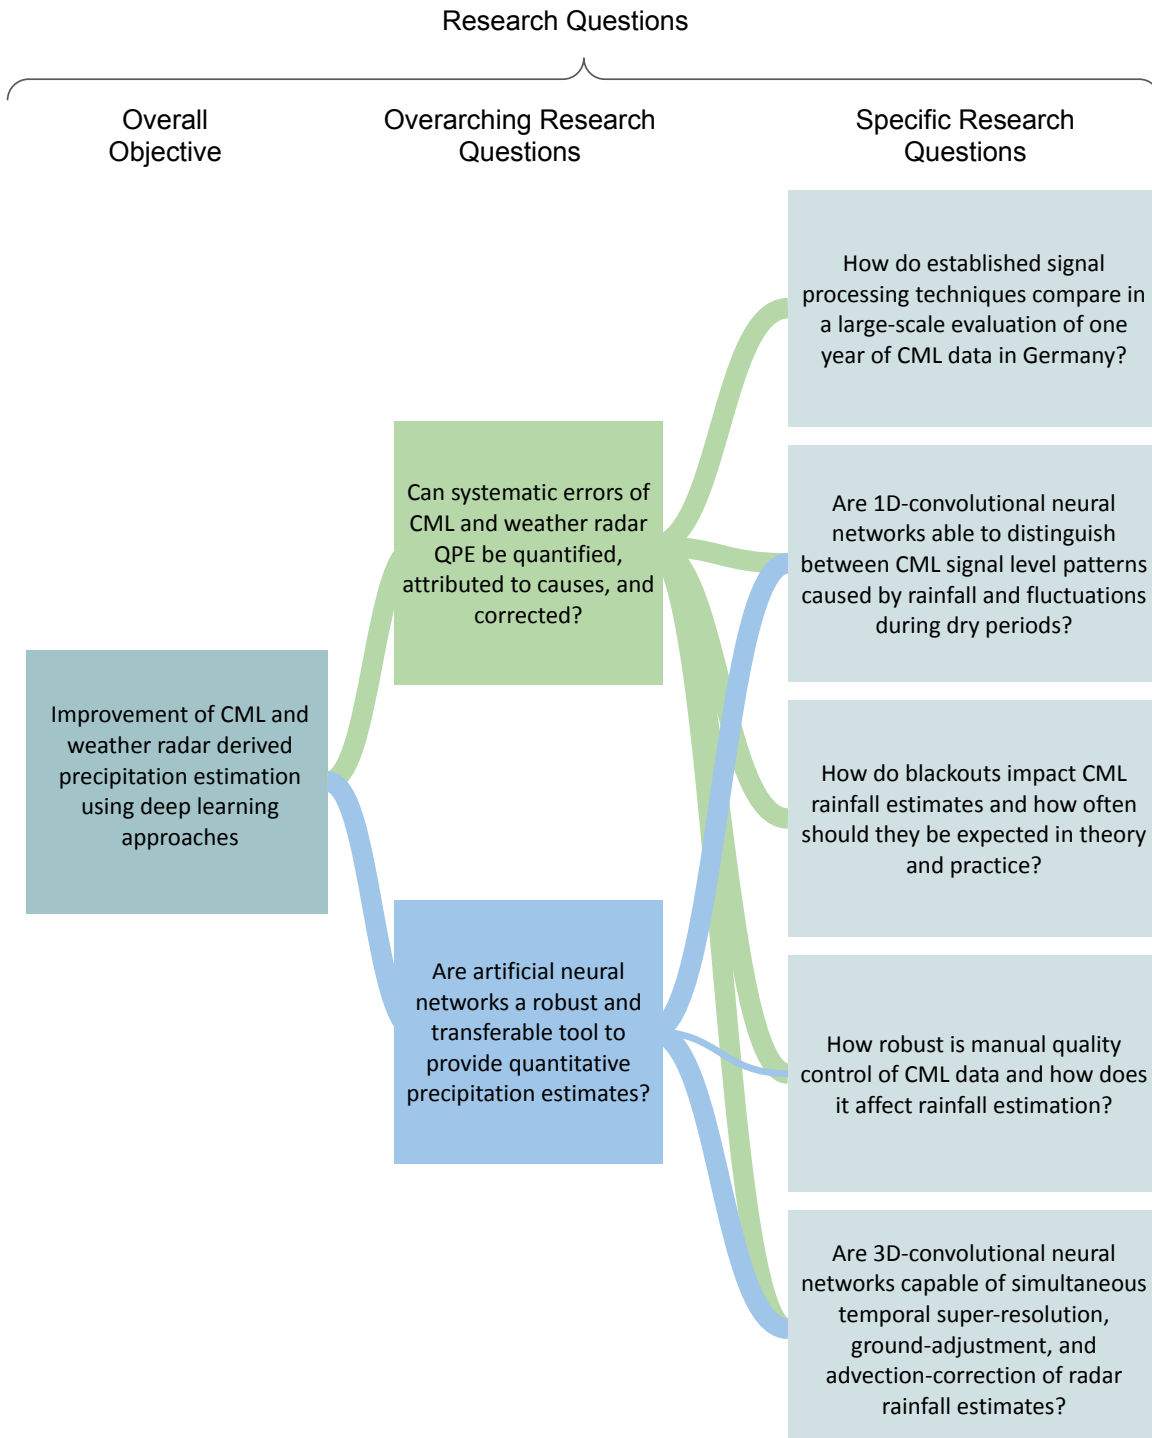 Research Questions
Overall
Objective
Overarching Research
Questions
Specific Research
Questions
Improvement of CML and
weather radar derived
precipitation estimation
using deep learning
approaches
Can systematic errors of
CML and weather radar
QPE be quantified,
attributed to causes, and
corrected?
Are artificial neural
networks a robust and
transferable tool to
provide quantitative
precipitation estimates?
How do established signal
processing techniques compare in
a large-scale evaluation of one
year of CML data in Germany?
Are 1D-convolutional neural
networks able to distinguish
between CML signal level patterns
caused by rainfall and fluctuations
during dry periods?
How do blackouts impact CML
rainfall estimates and how often
should they be expected in theory
and practice?
How robust is manual quality
control of CML data and how does
it affect rainfall estimation?
Are 3D-convolutional neural
networks capable of simultaneous
temporal super-resolution,
ground-adjustment, and
advection-correction of radar
rainfall estimates?